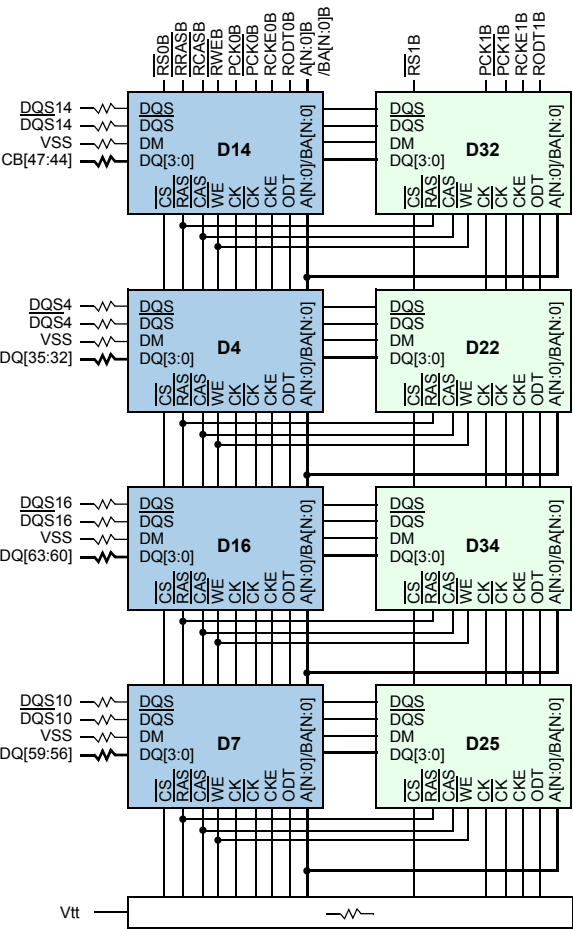 RS0B RRASB RCASB RWEB PCK0B PCK0B RCKE0B RODT0B A[N:0]B /BA[N:0]B RS1B PCK1B PCK1B RCKE1B RODT1B
DQS14 DQS DQS
DQS14 DQS DQS
VSS DM D14 DM D32
CB[47:44] DQ[3:0] DQ[3:0]
CS RAS CAS WE CK CK CKE ODT A[N:0]/BA[N:0] CS RAS CAS WE CK CK CKE ODT A[N:0]/BA[N:0]
DQS4 DQS DQS
DQS4 DQS DQS
VSS DM D4 DM D22
DQ[35:32] DQ[3:0] DQ[3:0]
CS RAS CAS WE CK CK CKE ODT A[N:0]/BA[N:0] CS RAS CAS WE CK CK CKE ODT A[N:0]/BA[N:0]
DQS16 DQS DQS
DQS16 DQS DQS
VSS DM D16 DM D34
DQ[63:60] DQ[3:0] DQ[3:0]
CS RAS CAS WE CK CK CKE ODT A[N:0]/BA[N:0] CS RAS CAS WE CK CK CKE ODT A[N:0]/BA[N:0]
DQS10 DQS DQS
DQS10 DQS DQS
VSS DM D7 DM D25
DQ[59:56] DQ[3:0] DQ[3:0]
CS RAS CAS WE CK CK CKE ODT A[N:0]/BA[N:0] CS RAS CAS WE CK CK CKE ODT A[N:0]/BA[N:0]
Vtt